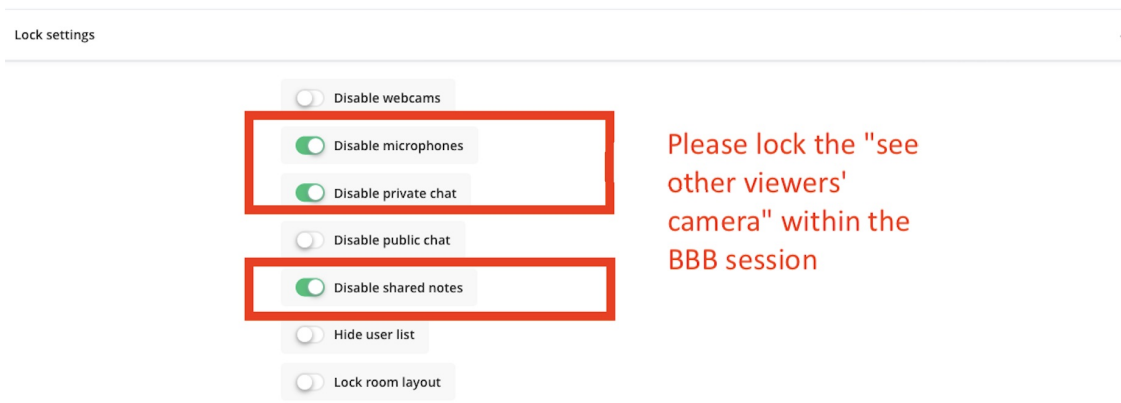 Lock settings
Disable webcams
Disable microphones
Disable private chat
Disable public chat
Disable shared notes
Hide user list
Lock room layout
Please lock the "see
other viewers'
camera" within the
BBB session